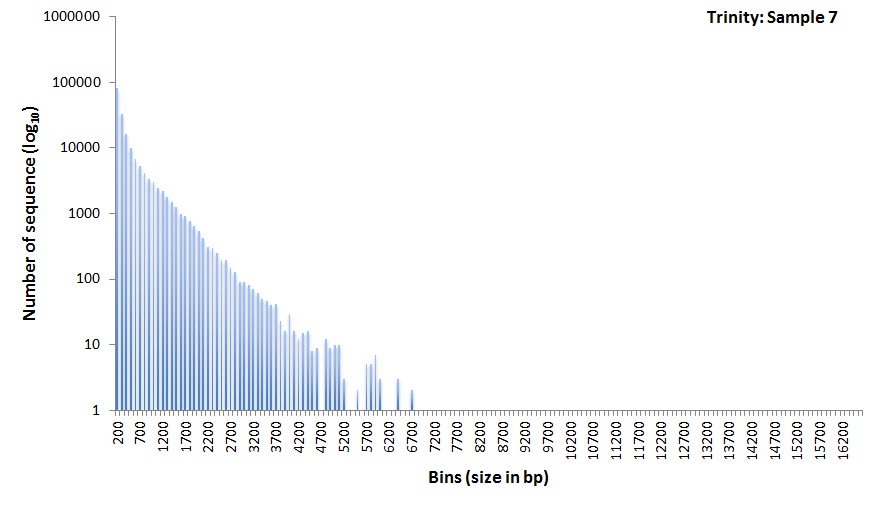 Trinity: Sample 7
Number of sequence (log10)
1000000
100000
10000
1000
100
10
1
200 700 1200 1700 2200 2700 3200 3700 4200 4700 5200 5700 6200 6700 7200 7700 8200 8700 9200 9700 10200 10700 11200 11700 12200 12700 13200 13700 14200 14700 15200 15700 16200
Bins (size in bp)